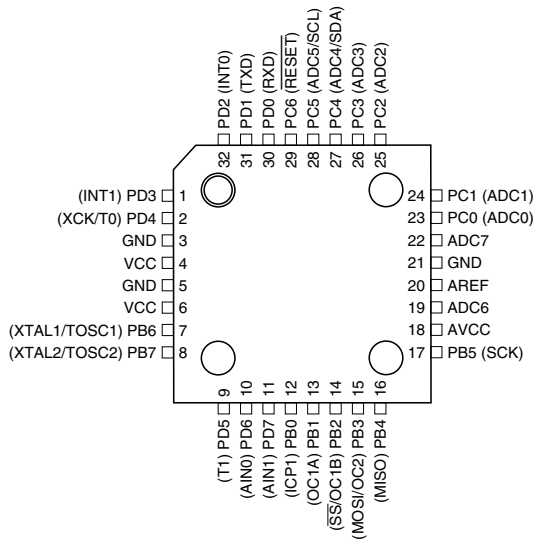 PD2 (INT0)
PD1 (TXD)
PD0 (RXD)
PC6 (RESET)
PC5 (ADC5/SCL)
PC4 (ADC4/SDA)
PC3 (ADC3)
PC2 (ADC2)
32
31
30
29
28
27
26
25
(INT1) PD3 1
(XCK/T0) PD4 2
GND 3
VCC 4
GND 5
VCC 6
(XTAL1/TOSC1) PB6 7
(XTAL2/TOSC2) PB7 8
24 PC1 (ADC1)
23 PC0 (ADC0)
22 ADC7
21 GND
20 AREF
19 ADC6
18 AVCC
17 PB5 (SCK)
9
10
11
12
13
14
15
16
(T1) PD5
(AIN0) PD6
(AIN1) PD7
(ICP1) PB0
(OC1A) PB1
(SS/OC1B) PB2
(MOSI/OC2) PB3
(MISO) PB4